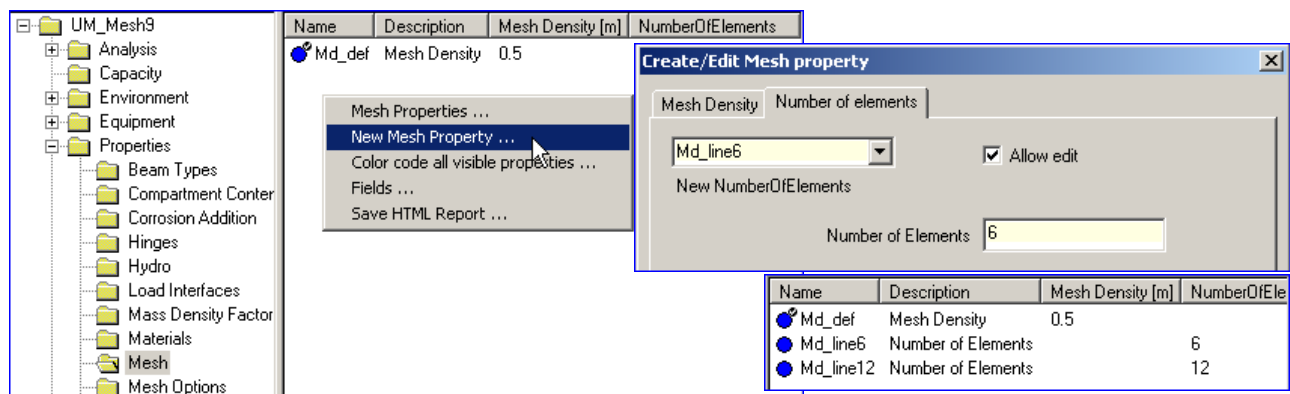 UM_Mesh9
Analysis
Capacity
Environment
Equipment
Properties
Beam Types
Compartment Conter
Corrosion Addition
Hinges
Hydro
Load Interfaces
Mass Density Factor
Materials
Mesh
Mesh Options
Name Description Mesh Density [m] NumberOfElements
Md_def Mesh Density 0.5
Mesh Properties ...
New Mesh Property ...
Color code all visible properties ...
Fields ...
Save HTML Report ...
Create/Edit Mesh property
Mesh Density Number of elements
Md_line6 Allow edit
New NumberOfElements
Number of Elements 6
Name Description Mesh Density [m] NumberOfEle
Md_def Mesh Density 0.5
Md_line6 Number of Elements 6
Md_line12 Number of Elements 12